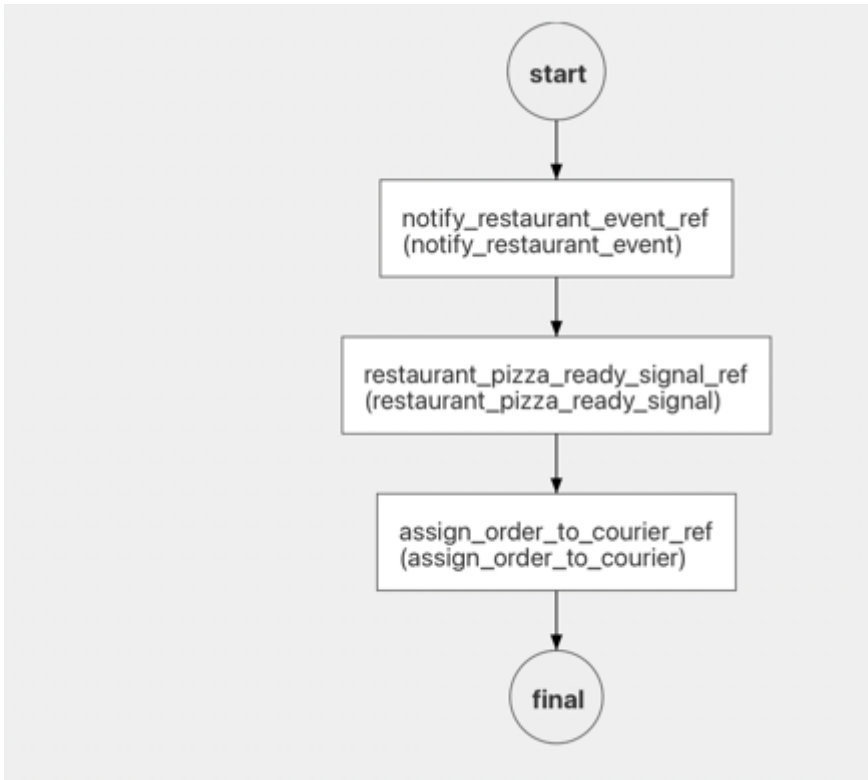 start
notify_restaurant_event_ref
(notify_restaurant_event)
restaurant_pizza_ready_signal_ref
(restaurant_pizza_ready_signal)
assign_order_to_courier_ref
(assign_order_to_courier)
final